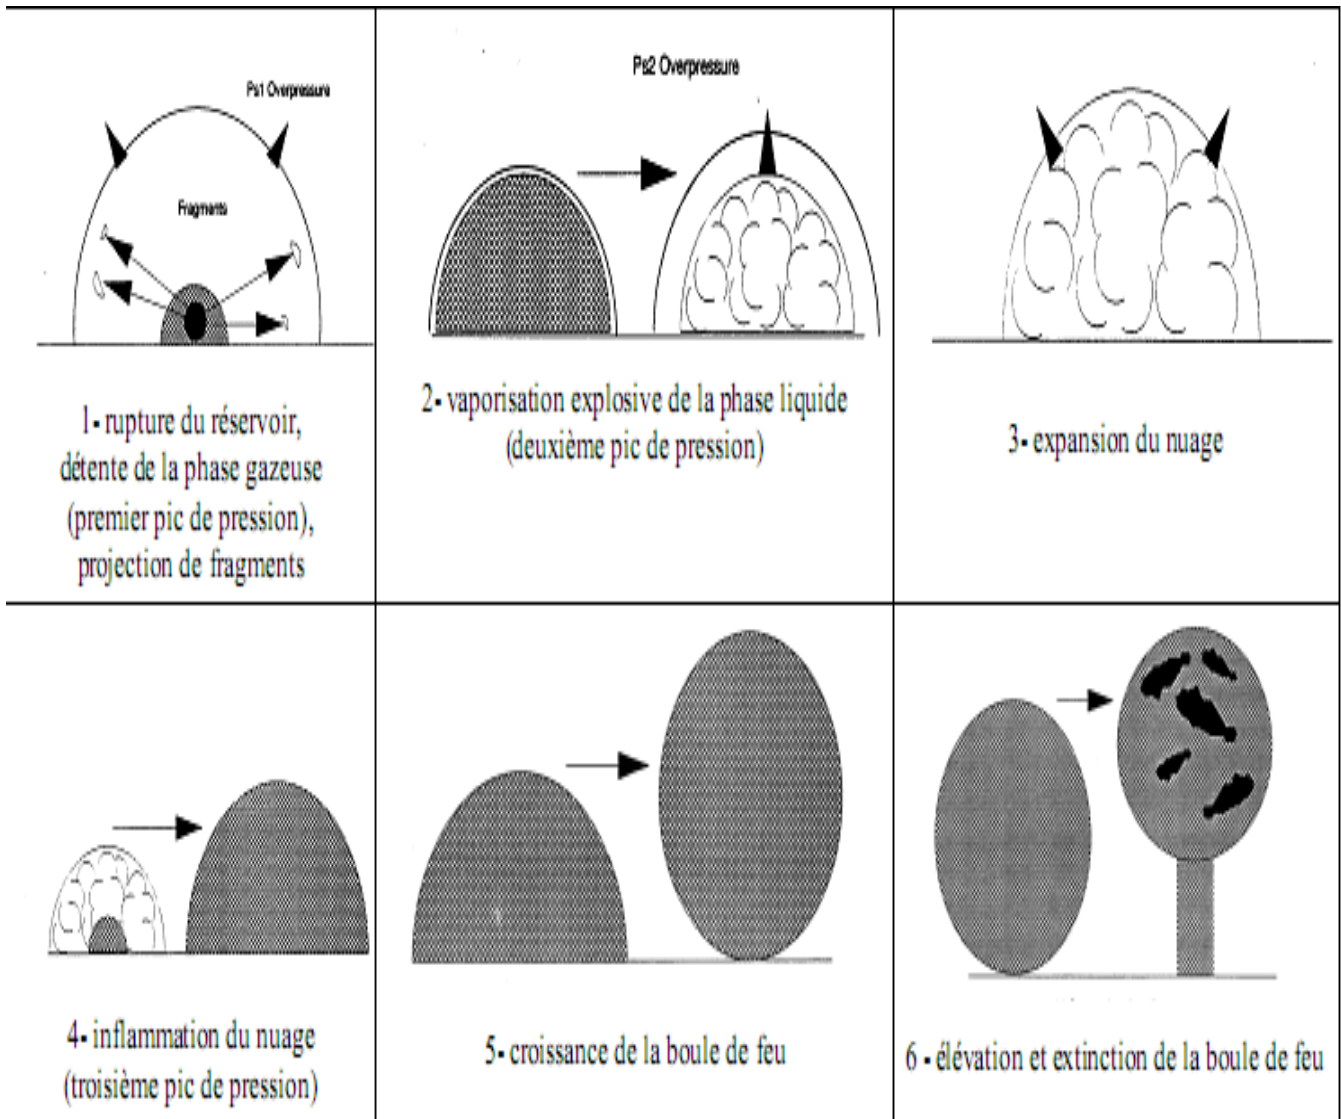 Ps1 Overpressure
Fragments
1- rupture du réservoir,
détente de la phase gazeuse
(premier pic de pression),
projection de fragments
Ps2 Overpressure
2- vaporisation explosive de la phase liquide
(deuxième pic de pression)
3- expansion du nuage
4- inflammation du nuage
(troisième pic de pression)
5- croissance de la boule de feu
6 - élévation et extinction de la boule de feu